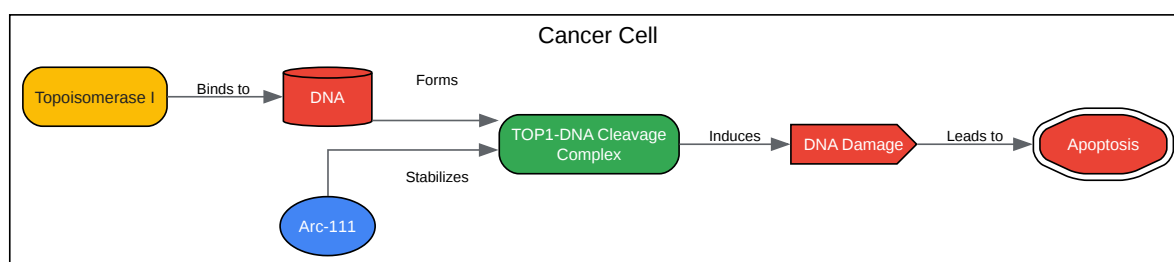 Cancer Cell
Topoisomerase I
Binds to
DNA
Forms
TOP1-DNA Cleavage
Complex
Induces
DNA Damage
Leads to
Apoptosis
Stabilizes
Arc-111